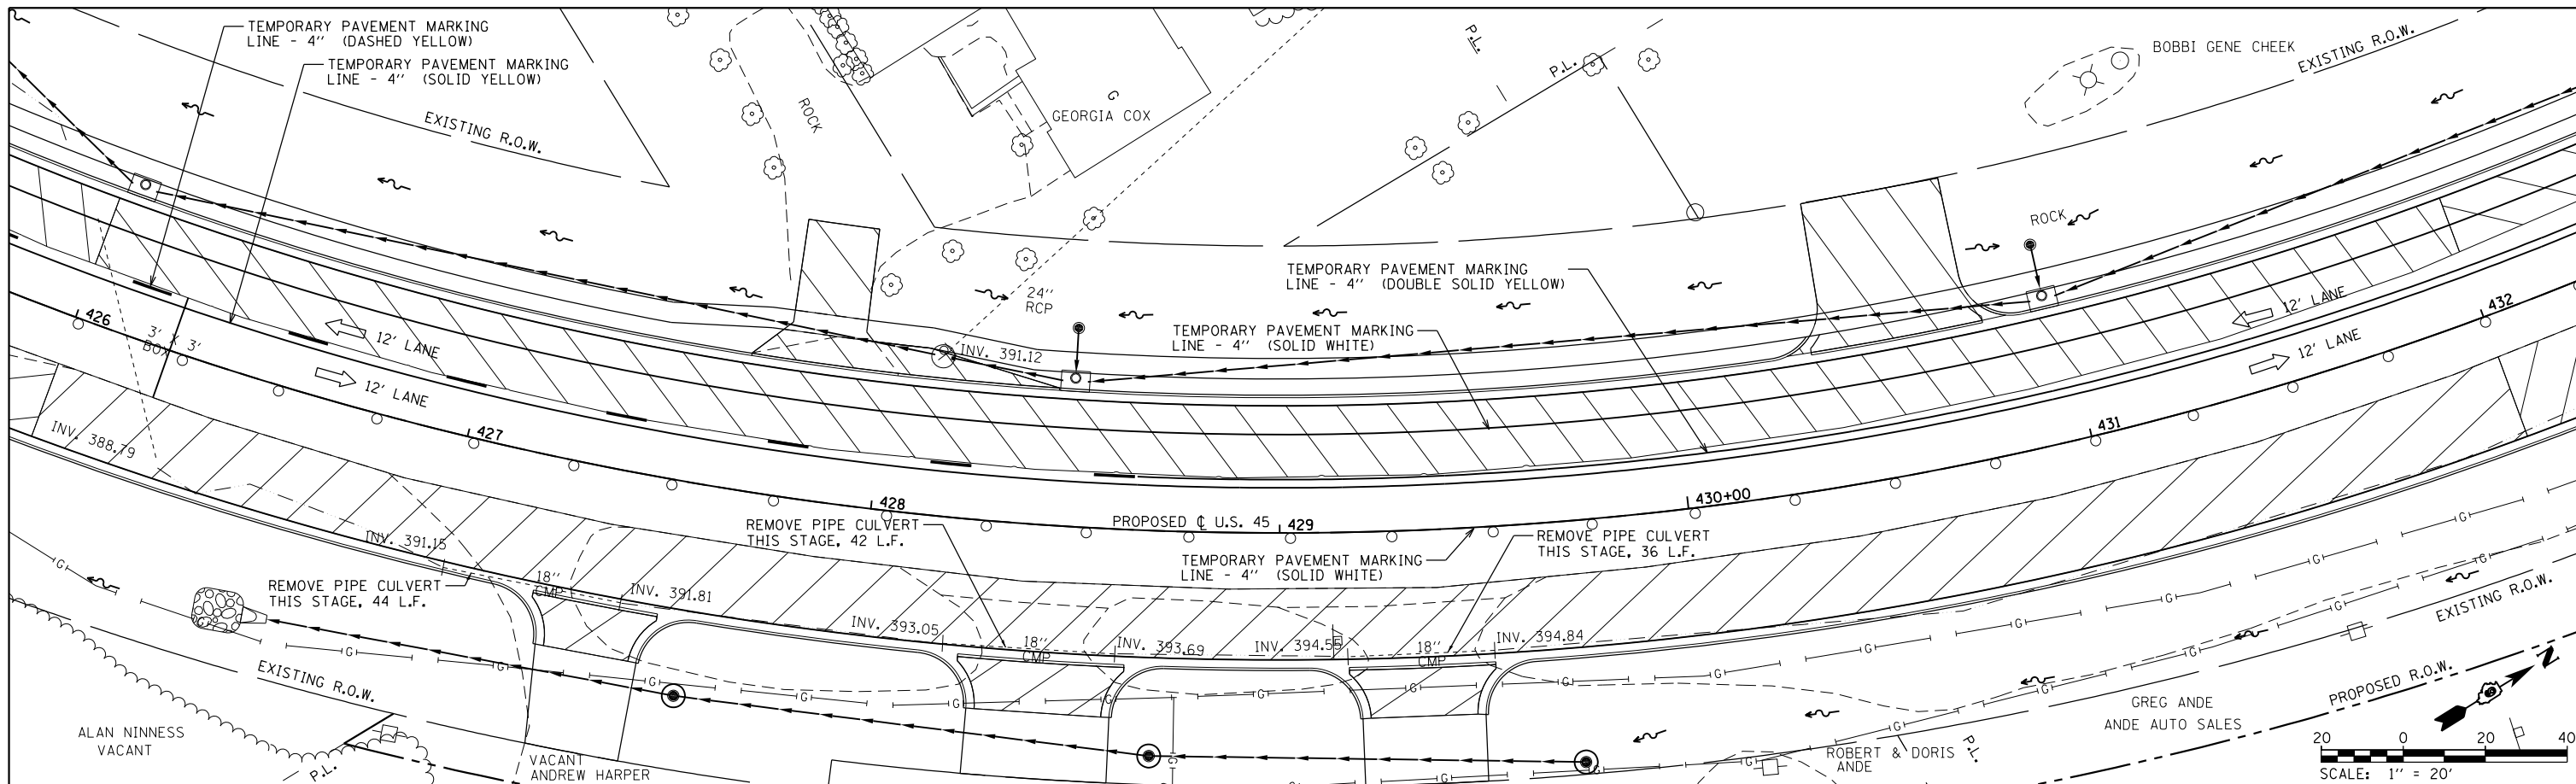 TEMPORARY PAVEMENT MARKING
LINE - 4" (DASHED YELLOW)
TEMPORARY PAVEMENT MARKING
LINE - 4" (SOLID YELLOW)
EXISTING R.O.W.
ROCK
G
GEORGIA COX
P.L.
P.L.
BOBBI GENE CHEEK
EXISTING R.O.W.
ROCK
TEMPORARY PAVEMENT MARKING
LINE - 4" (DOUBLE SOLID YELLOW)
24"
RCP
TEMPORARY PAVEMENT MARKING
LINE - 4" (SOLID WHITE)
INV. 391.12
12' LANE
12' LANE
432
426
3' X 3'
BOX
12' LANE
12' LANE
427
431
INV. 388.79
428
430+00
PROPOSED ℄ U.S. 45
429
REMOVE PIPE CULVERT
THIS STAGE, 42 L.F.
REMOVE PIPE CULVERT
THIS STAGE, 36 L.F.
TEMPORARY PAVEMENT MARKING
LINE - 4" (SOLID WHITE)
INV. 391.15
REMOVE PIPE CULVERT
THIS STAGE, 44 L.F.
18"
CMP
INV. 391.81
INV. 393.05
18"
CMP
INV. 393.69
INV. 394.55
18"
CMP
INV. 394.84
EXISTING R.O.W.
EXISTING R.O.W.
PROPOSED R.O.W.
N
ALAN NINNESS
VACANT
P.L.
VACANT
ANDREW HARPER
ROBERT & DORIS
ANDE
P.L.
GREG ANDE
ANDE AUTO SALES
20 0 20 40
SCALE: 1" = 20'